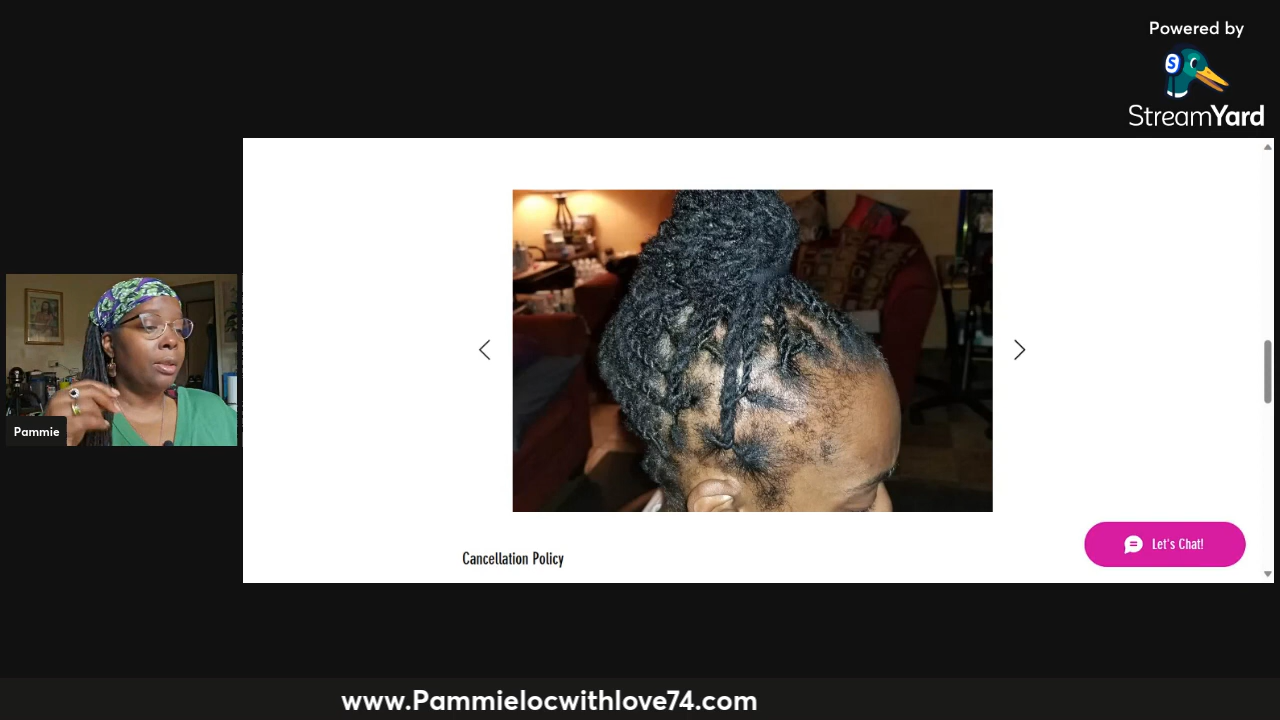 Powered by
StreamYard
Pammie
Cancellation Policy
Let's Chat!
www.Pammielocwithlove74.com